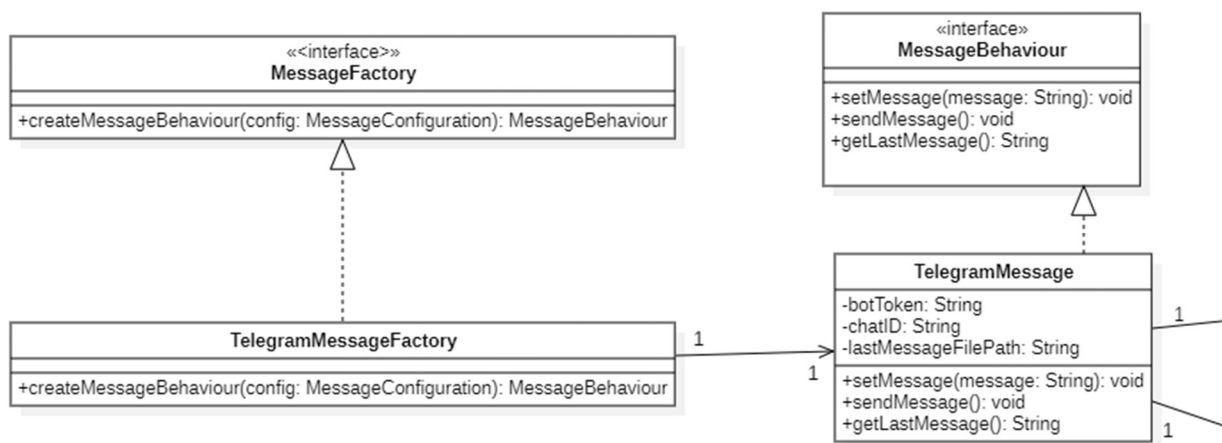 «<interface>»
MessageFactory
+createMessageBehaviour(config: MessageConfiguration): MessageBehaviour
«interface»
MessageBehaviour
+setMessage(message: String): void
+sendMessage(): void
+getLastMessage(): String
TelegramMessageFactory
+createMessageBehaviour(config: MessageConfiguration): MessageBehaviour
1
1
TelegramMessage
-botToken: String
-chatID: String
-lastMessageFilePath: String
+setMessage(message: String): void
+sendMessage(): void
+getLastMessage(): String
1
1